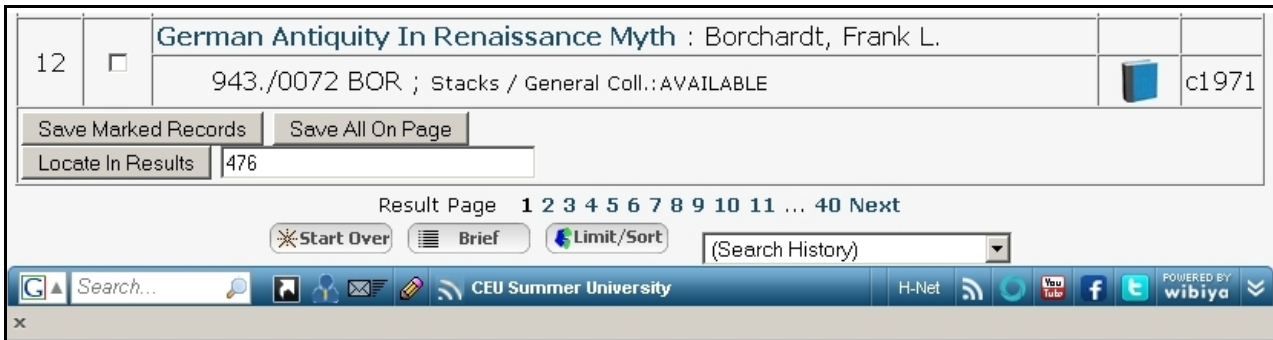 German Antiquity In Renaissance Myth : Borchardt, Frank L.
12
943./0072 BOR ; Stacks / General Coll.:AVAILABLE
c1971
Save Marked Records Save All On Page
Locate In Results 476
Result Page 1 2 3 4 5 6 7 8 9 10 11 ... 40 Next
Start Over Brief Limit/Sort (Search History)
G Search... CEU Summer University H-Net You Tube f t POWERED BY wibiya
x